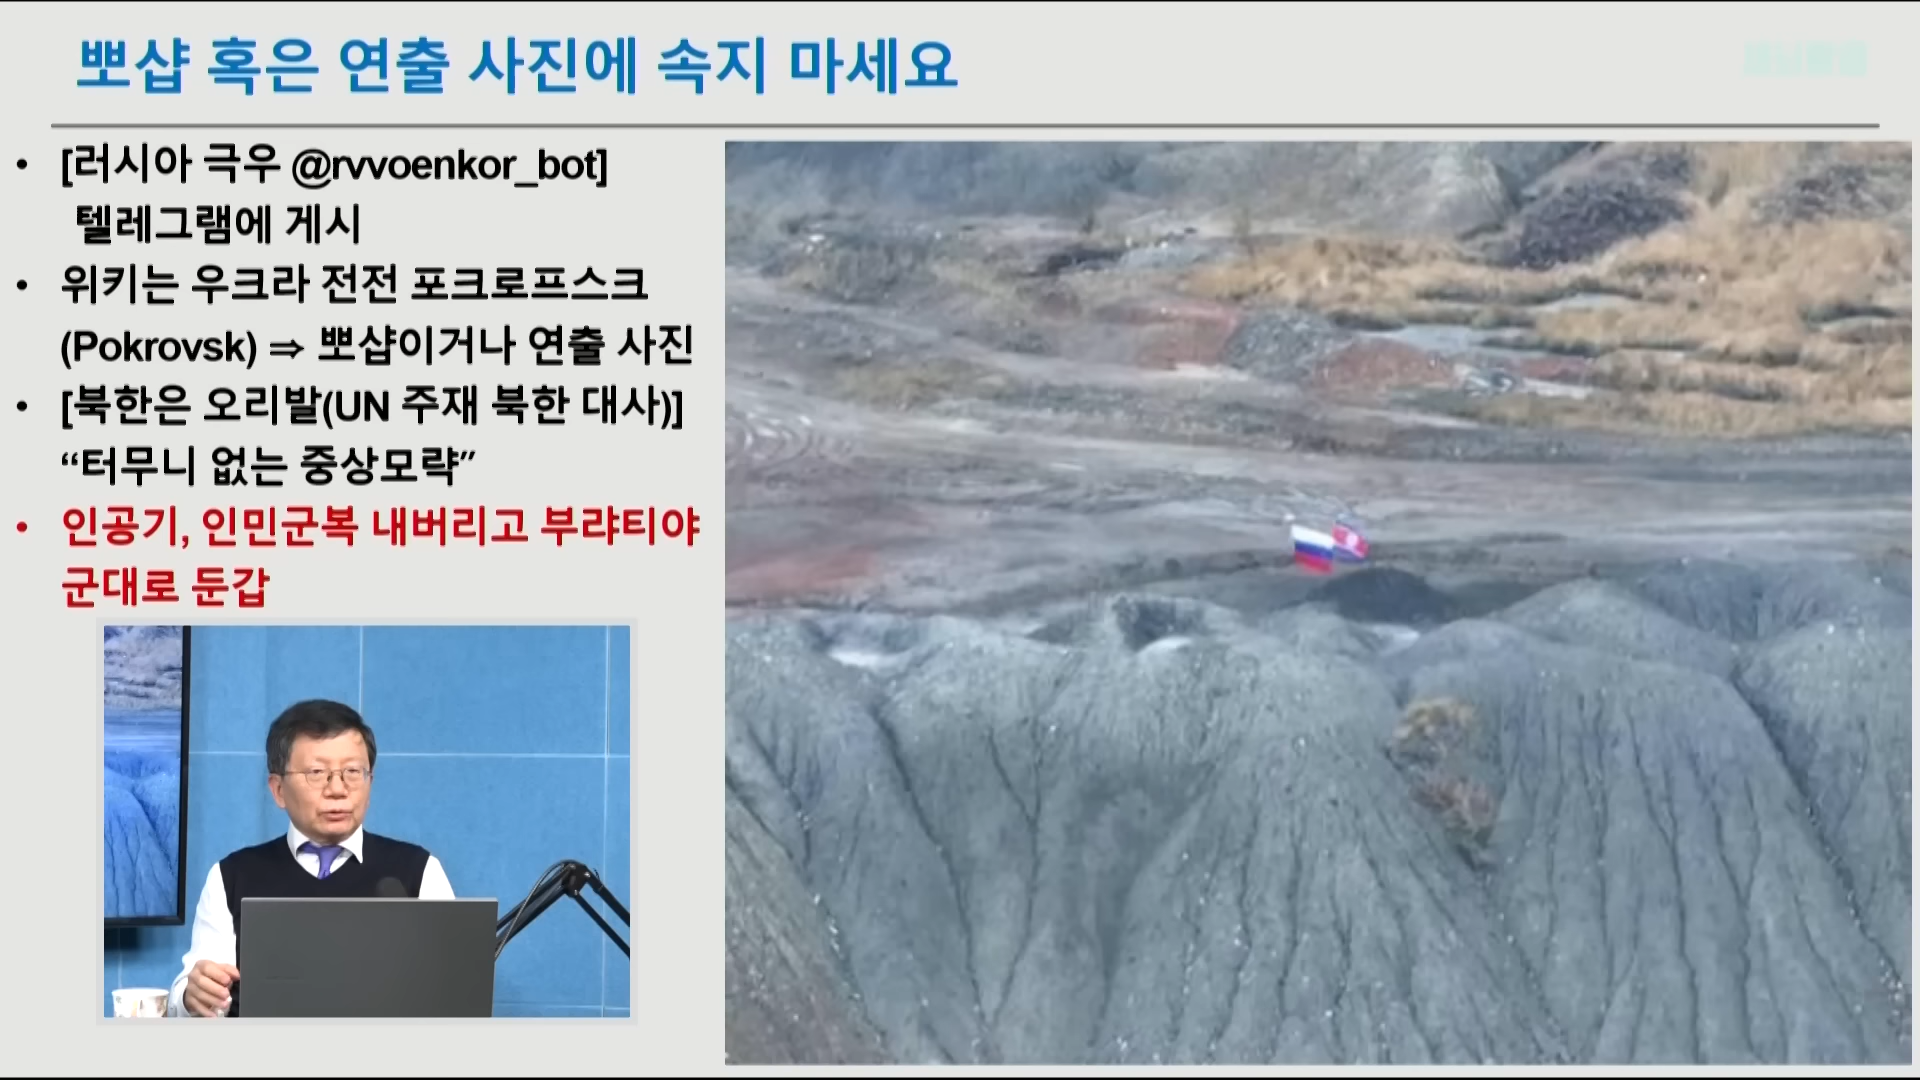 뽀샵 혹은 연출 사진에 속지 마세요
• [러시아 극우 @rvvoenkor_bot]
텔레그램에 게시
• 위키는 우크라 전전 포크로프스크
(Pokrovsk) ⇒ 뽀샵이거나 연출 사진
• [북한은 오리발(UN 주재 북한 대사)]
“터무니 없는 중상모략”
• 인공기, 인민군복 내버리고 부랴티야
군대로 둔갑